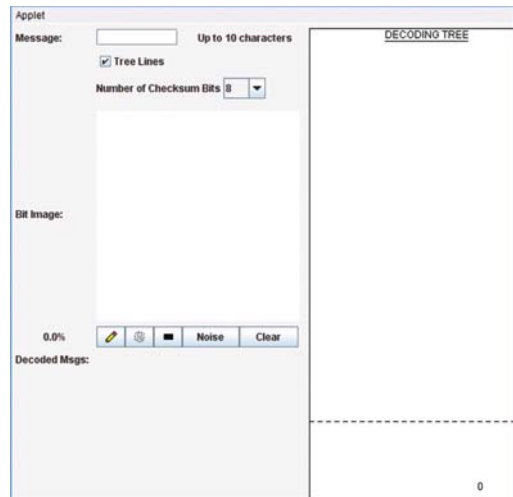 Applet
Message:
Up to 10 characters
Tree Lines
Number of Checksum Bits 8
Bit Image:
0.0%
Noise
Clear
Decoded Msgs:
DECODING TREE
0